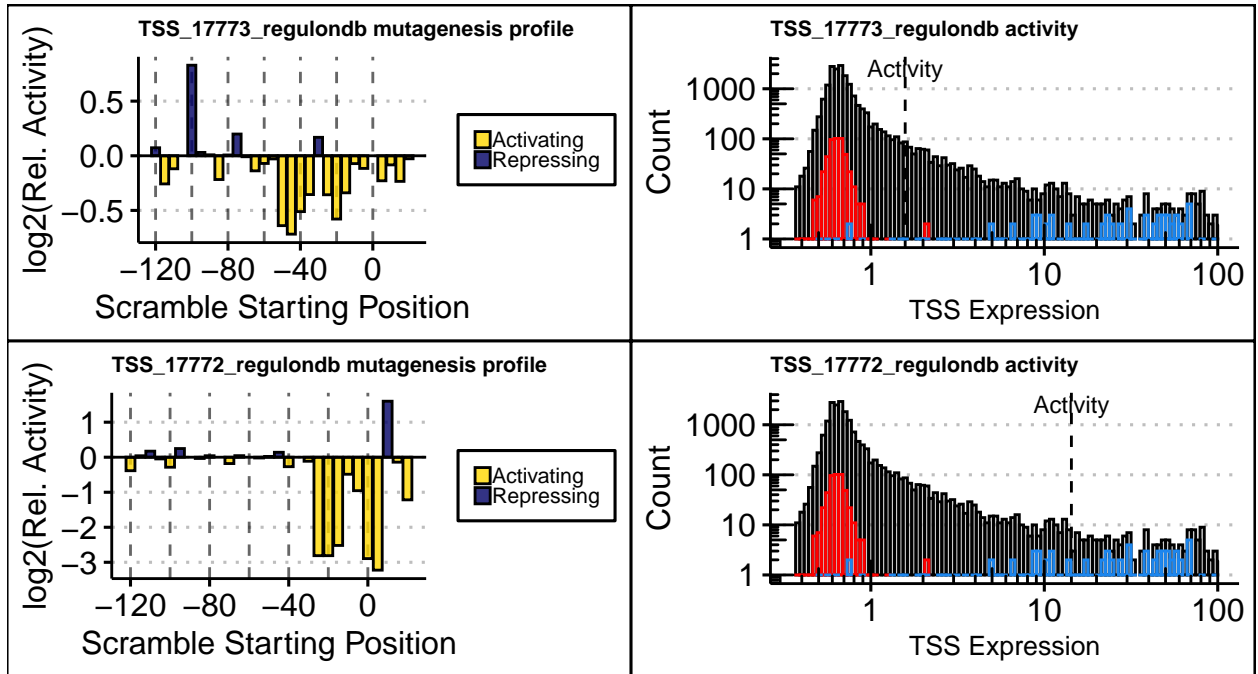 TSS_17773_regulondb mutagenesis profile
log2(Rel. Activity)
0.5
0.0
−0.5
−120
−80
−40
0
Scramble Starting Position
Activating
Repressing
TSS_17773_regulondb activity
Activity
Count
1000
100
10
1
1
10
100
TSS Expression
TSS_17772_regulondb mutagenesis profile
log2(Rel. Activity)
1
0
−1
−2
−3
−120
−80
−40
0
Scramble Starting Position
Activating
Repressing
TSS_17772_regulondb activity
Activity
Count
1000
100
10
1
1
10
100
TSS Expression